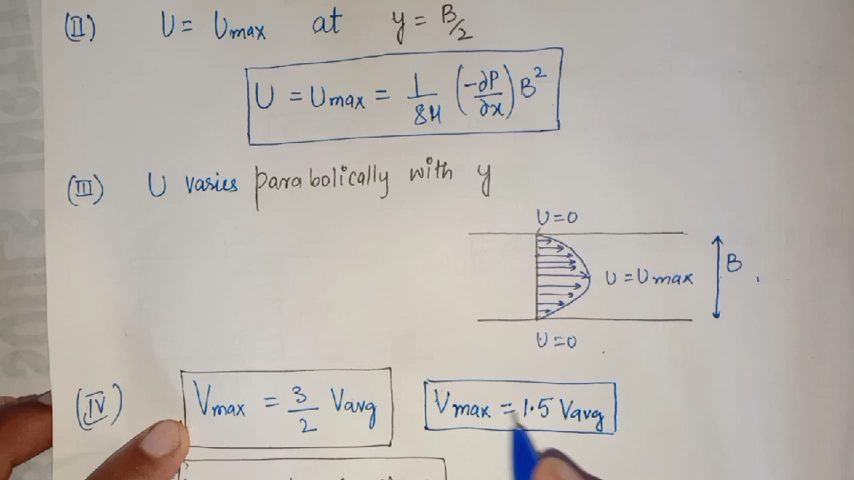 (II) U = Umax at y = B/2
U = Umax = 1/8μ (-∂P/∂x) B²
(III) U varies parabolically with y
U=0
U = Umax
B
U=0
(IV) Vmax = 3/2 Vavg
Vmax = 1.5 Vavg